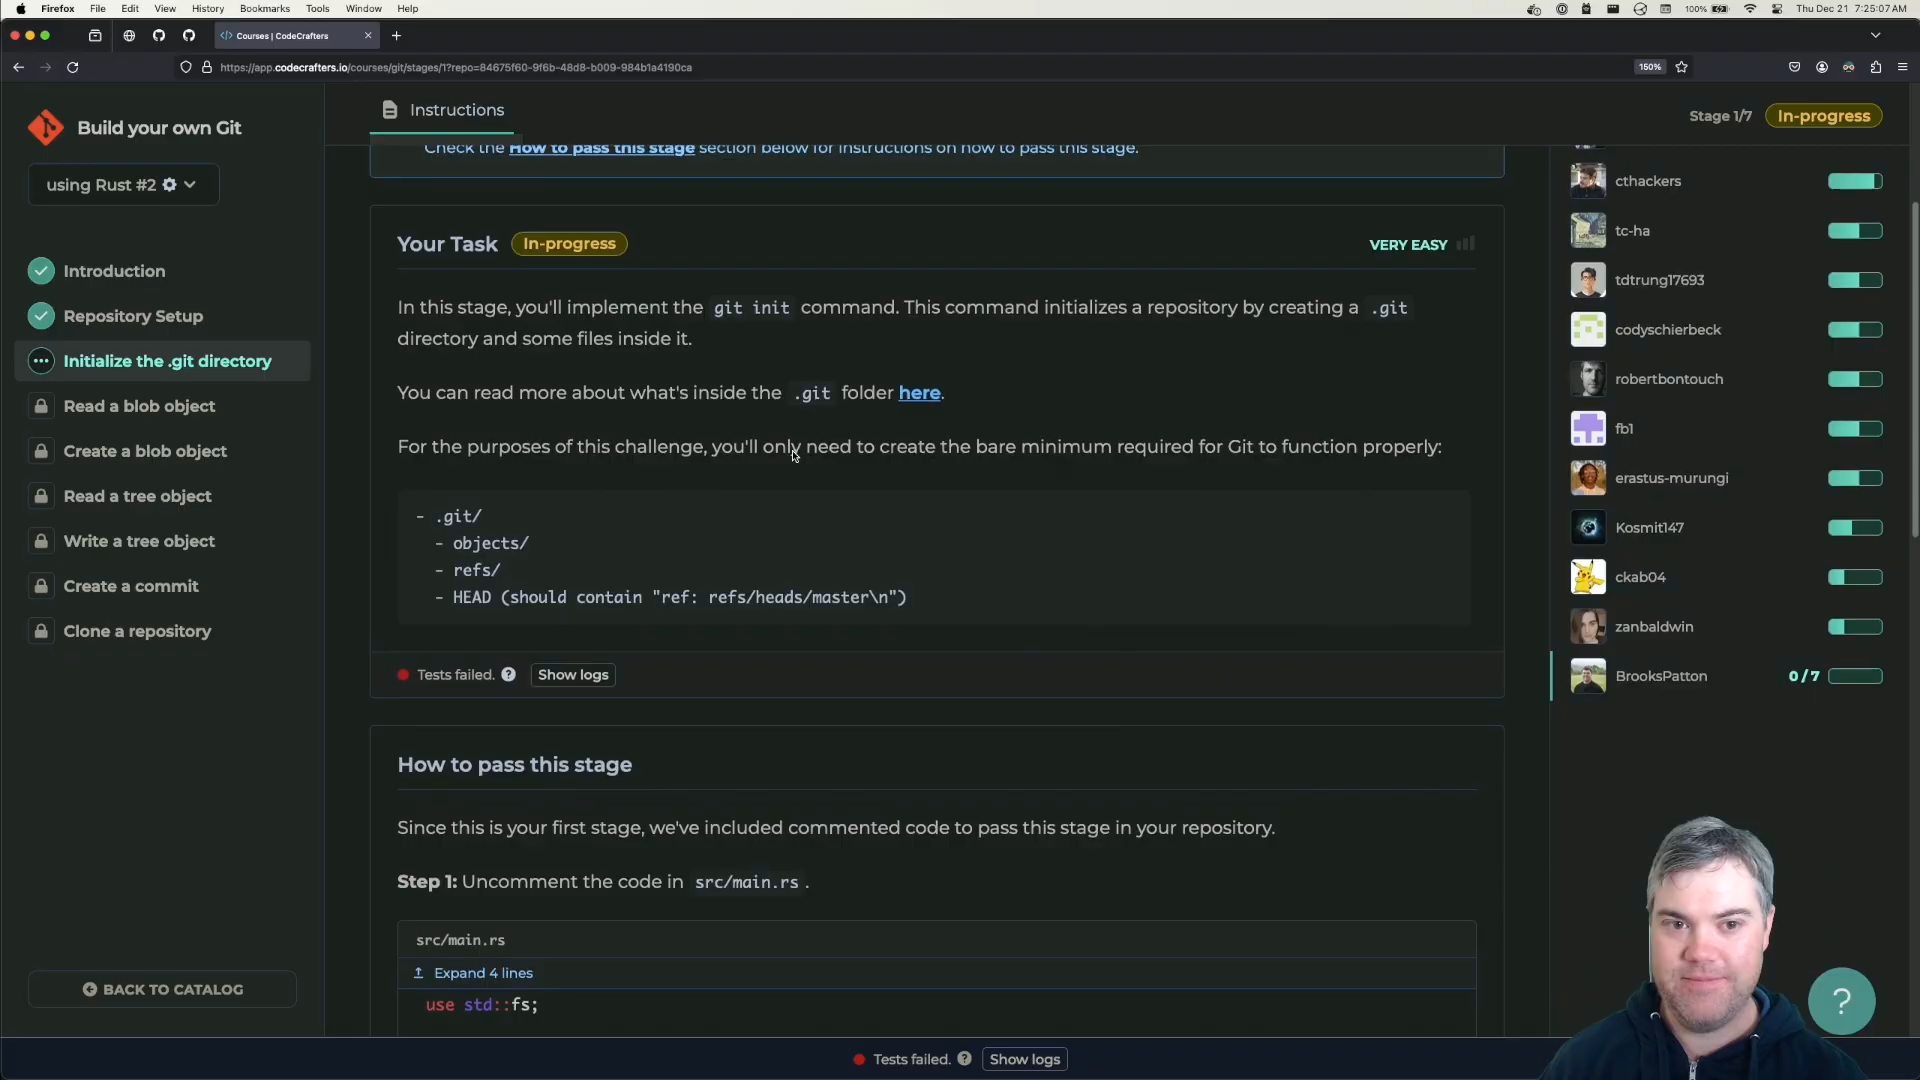 Firefox File Edit View History Bookmarks Tools Window Help
100% Thu Dec 21 7:25:07 AM
Courses | CodeCrafters
https://app.codecrafters.io/courses/git/stages/1?repo=84675f60-9f6b-48d8-b009-984b1a4190ca
150%
Build your own Git
using Rust #2
Introduction
Repository Setup
Initialize the .git directory
Read a blob object
Create a blob object
Read a tree object
Write a tree object
Create a commit
Clone a repository
BACK TO CATALOG
Instructions
Stage 1/7 In-progress
Check the How to pass this stage section below for instructions on how to pass this stage.
Your Task In-progress VERY EASY
In this stage, you'll implement the git init command. This command initializes a repository by creating a .git
directory and some files inside it.
You can read more about what's inside the .git folder here.
For the purposes of this challenge, you'll only need to create the bare minimum required for Git to function properly:
- .git/
- objects/
- refs/
- HEAD (should contain "ref: refs/heads/master\n")
Tests failed. ? Show logs
How to pass this stage
Since this is your first stage, we've included commented code to pass this stage in your repository.
Step 1: Uncomment the code in src/main.rs .
src/main.rs
Expand 4 lines
use std::fs;
cthackers
tc-ha
tdtrung17693
codyschierbeck
robertbontouch
fb1
erastus-murungi
Kosmit147
ckab04
zanbaldwin
BrooksPatton 0/7
?
Tests failed. ? Show logs